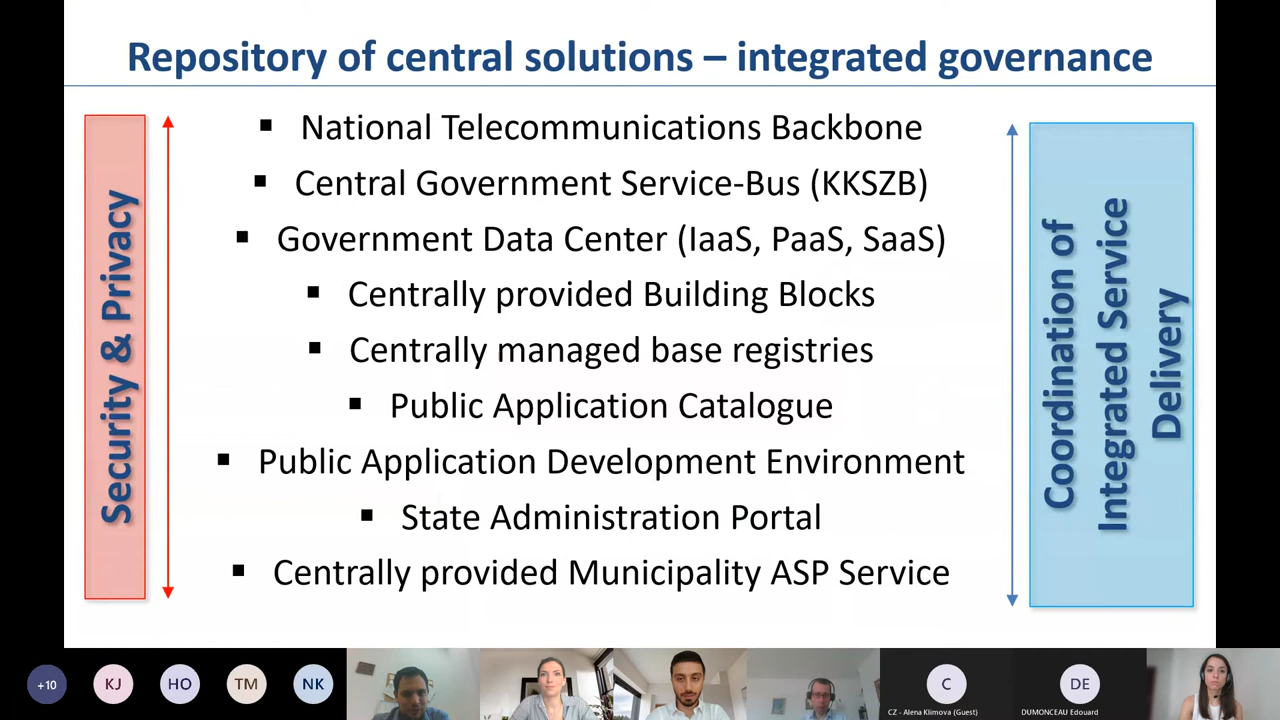 Repository of central solutions – integrated governance
Security & Privacy
▪ National Telecommunications Backbone
▪ Central Government Service-Bus (KKSZB)
▪ Government Data Center (IaaS, PaaS, SaaS)
▪ Centrally provided Building Blocks
▪ Centrally managed base registries
▪ Public Application Catalogue
▪ Public Application Development Environment
▪ State Administration Portal
▪ Centrally provided Municipality ASP Service
Coordination of
Integrated Service
Delivery
+10
KJ
HO
TM
NK
C
CZ - Alena Klimova (Guest)
DE
DUMONCEAU Edouard